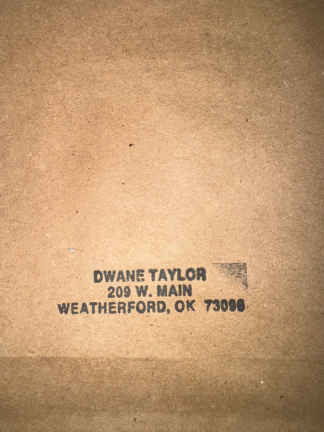 DWANE TAYLOR
209 W. MAIN
WEATHERFORD, OK 73096